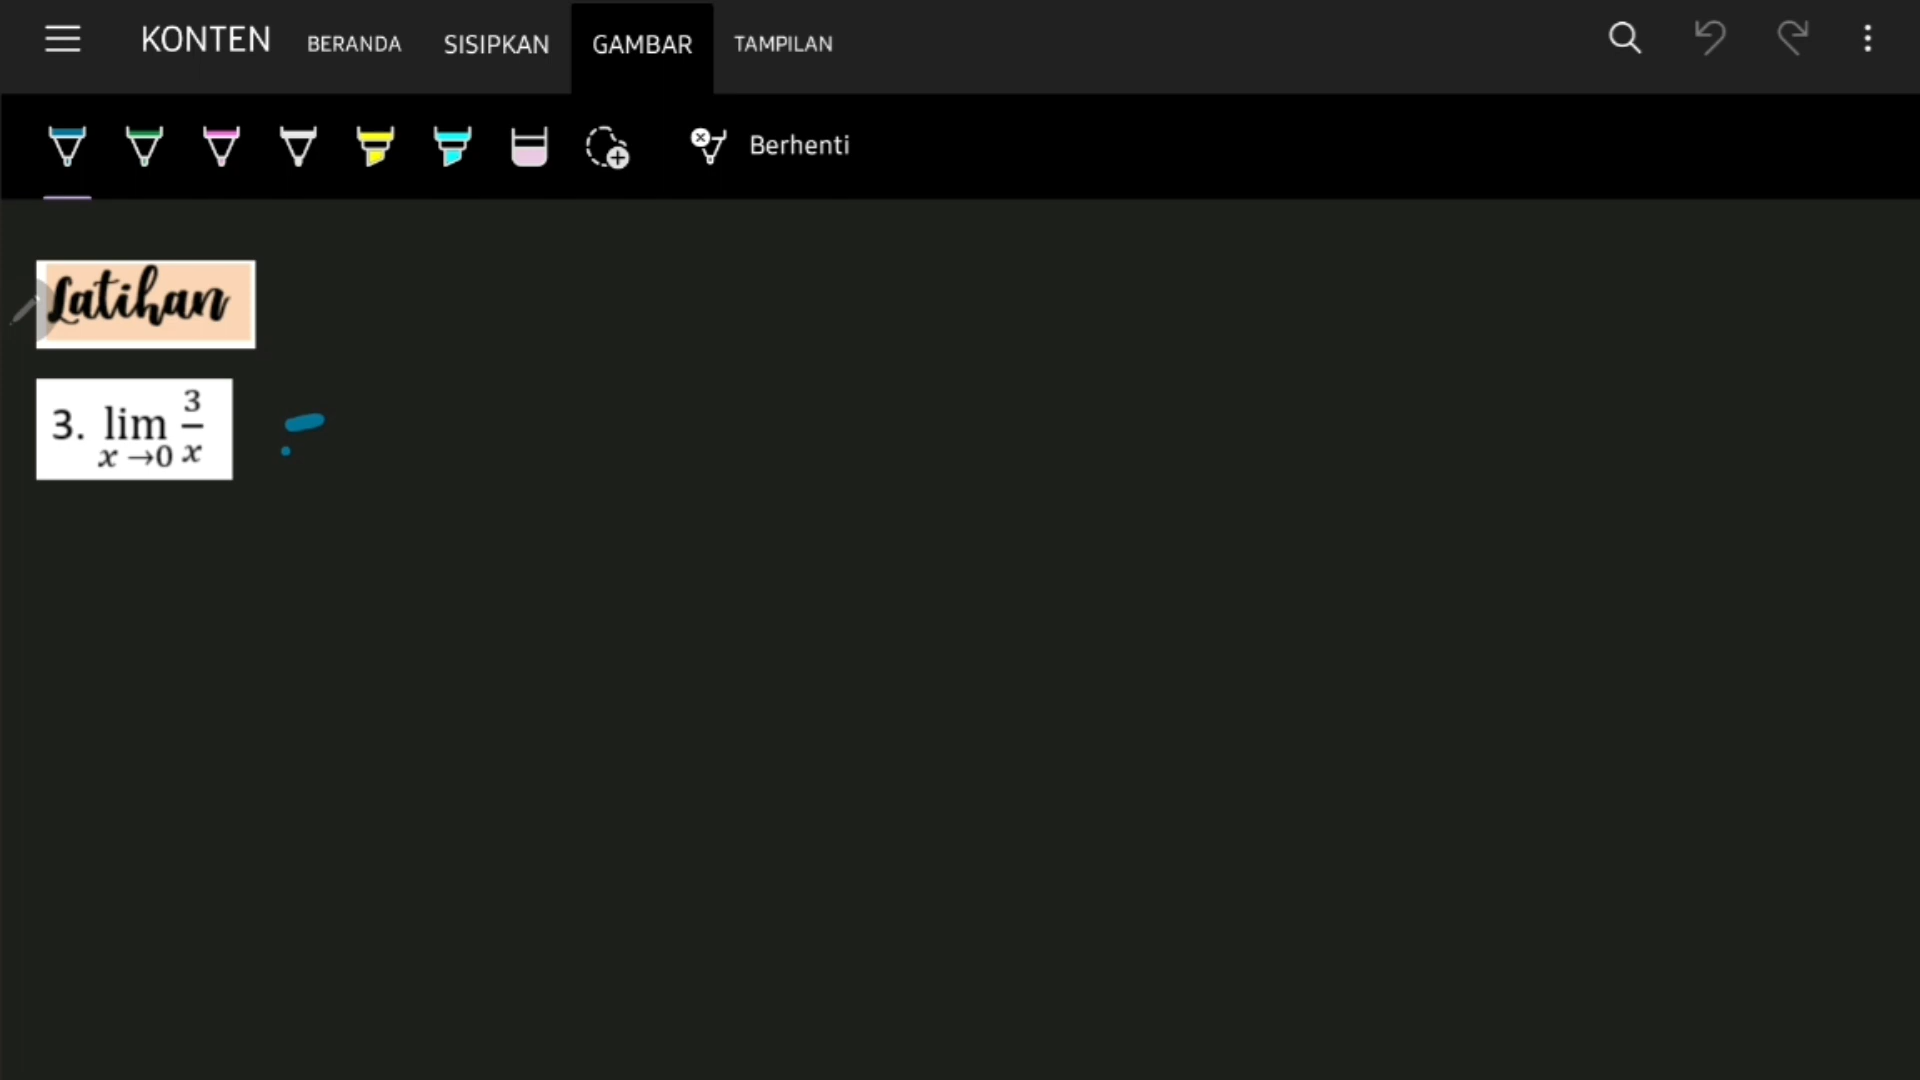 KONTEN BERANDA SISIPKAN GAMBAR TAMPILAN
Berhenti
Latihan
3. lim x→0 3/x